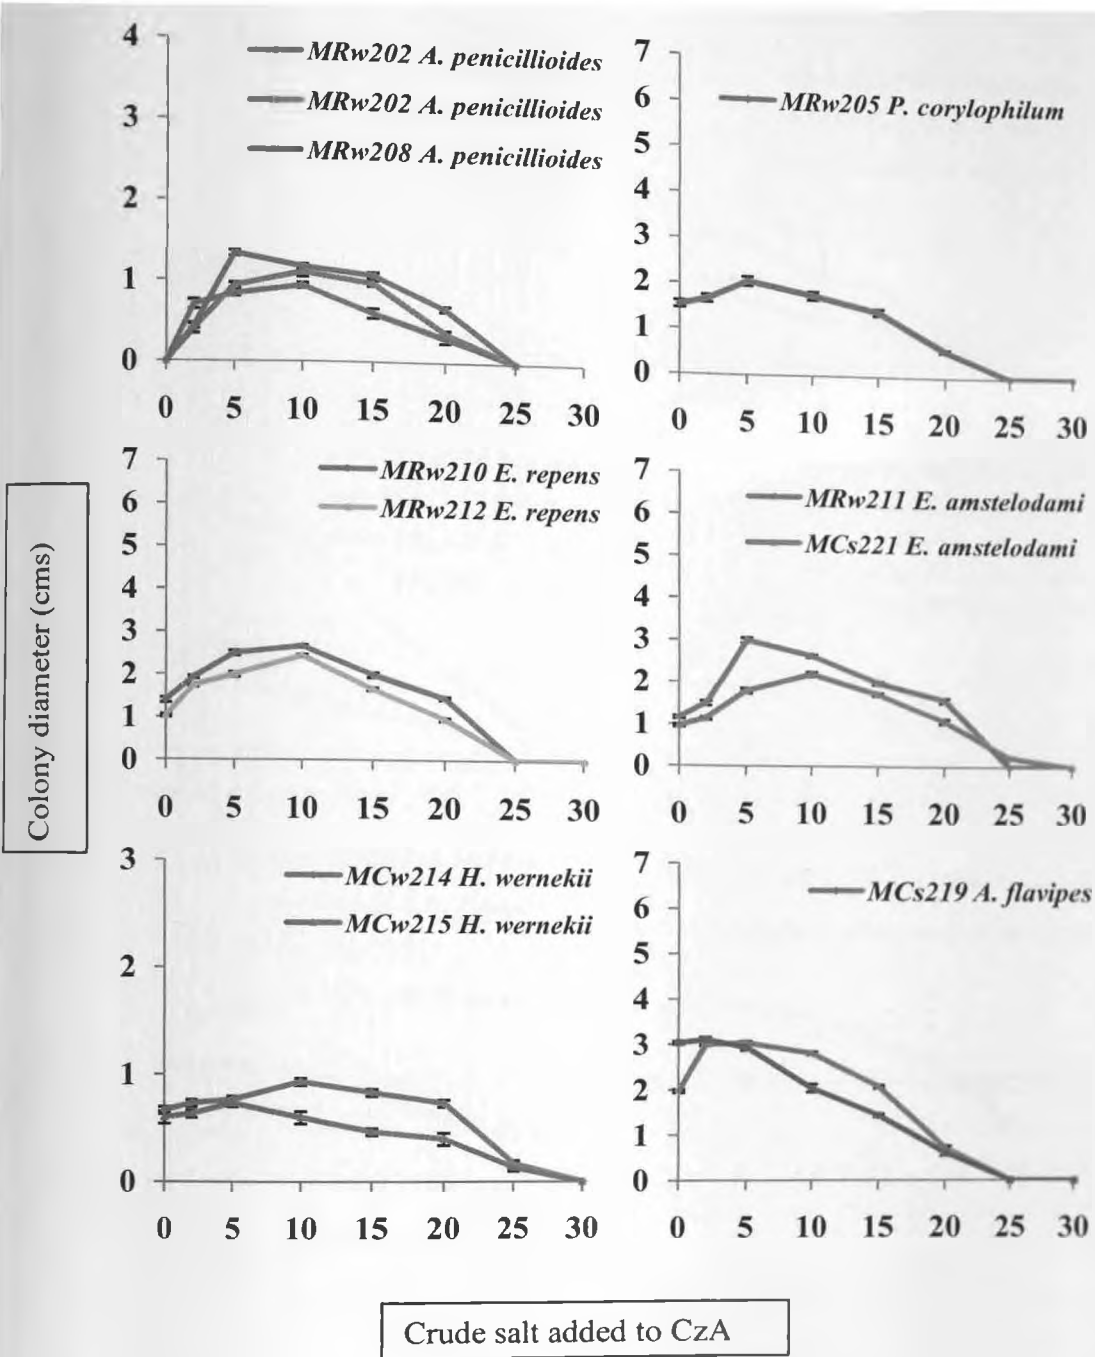 4
3
2
1
0
0 5 10 15 20 25 30
MRw202 A. penicillioides
MRw202 A. penicillioides
MRw208 A. penicillioides
7
6
5
4
3
2
1
0
0 5 10 15 20 25 30
MRw205 P. corylophilum
7
6
5
4
3
2
1
0
0 5 10 15 20 25 30
MRw210 E. repens
MRw212 E. repens
7
6
5
4
3
2
1
0
0 5 10 15 20 25 30
MRw211 E. amstelodami
MCs221 E. amstelodami
3
2
1
0
0 5 10 15 20 25 30
MCw214 H. wernekii
MCw215 H. wernekii
7
6
5
4
3
2
1
0
0 5 10 15 20 25 30
MCs219 A. flavipes
Colony diameter (cms)
Crude salt added to CzA